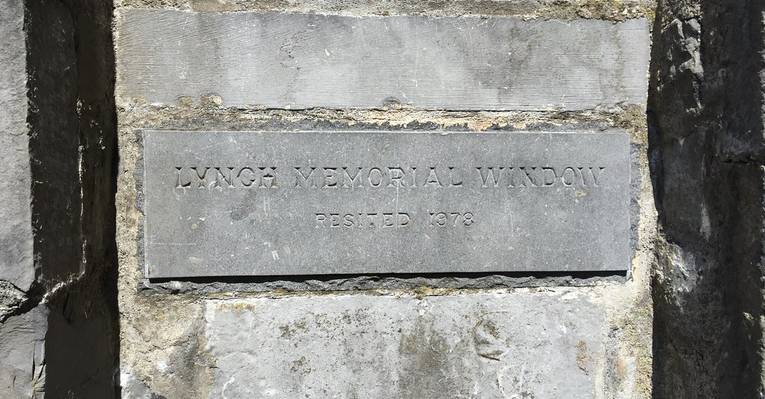 LYNCH MEMORIAL WINDOW
RESITED 1978